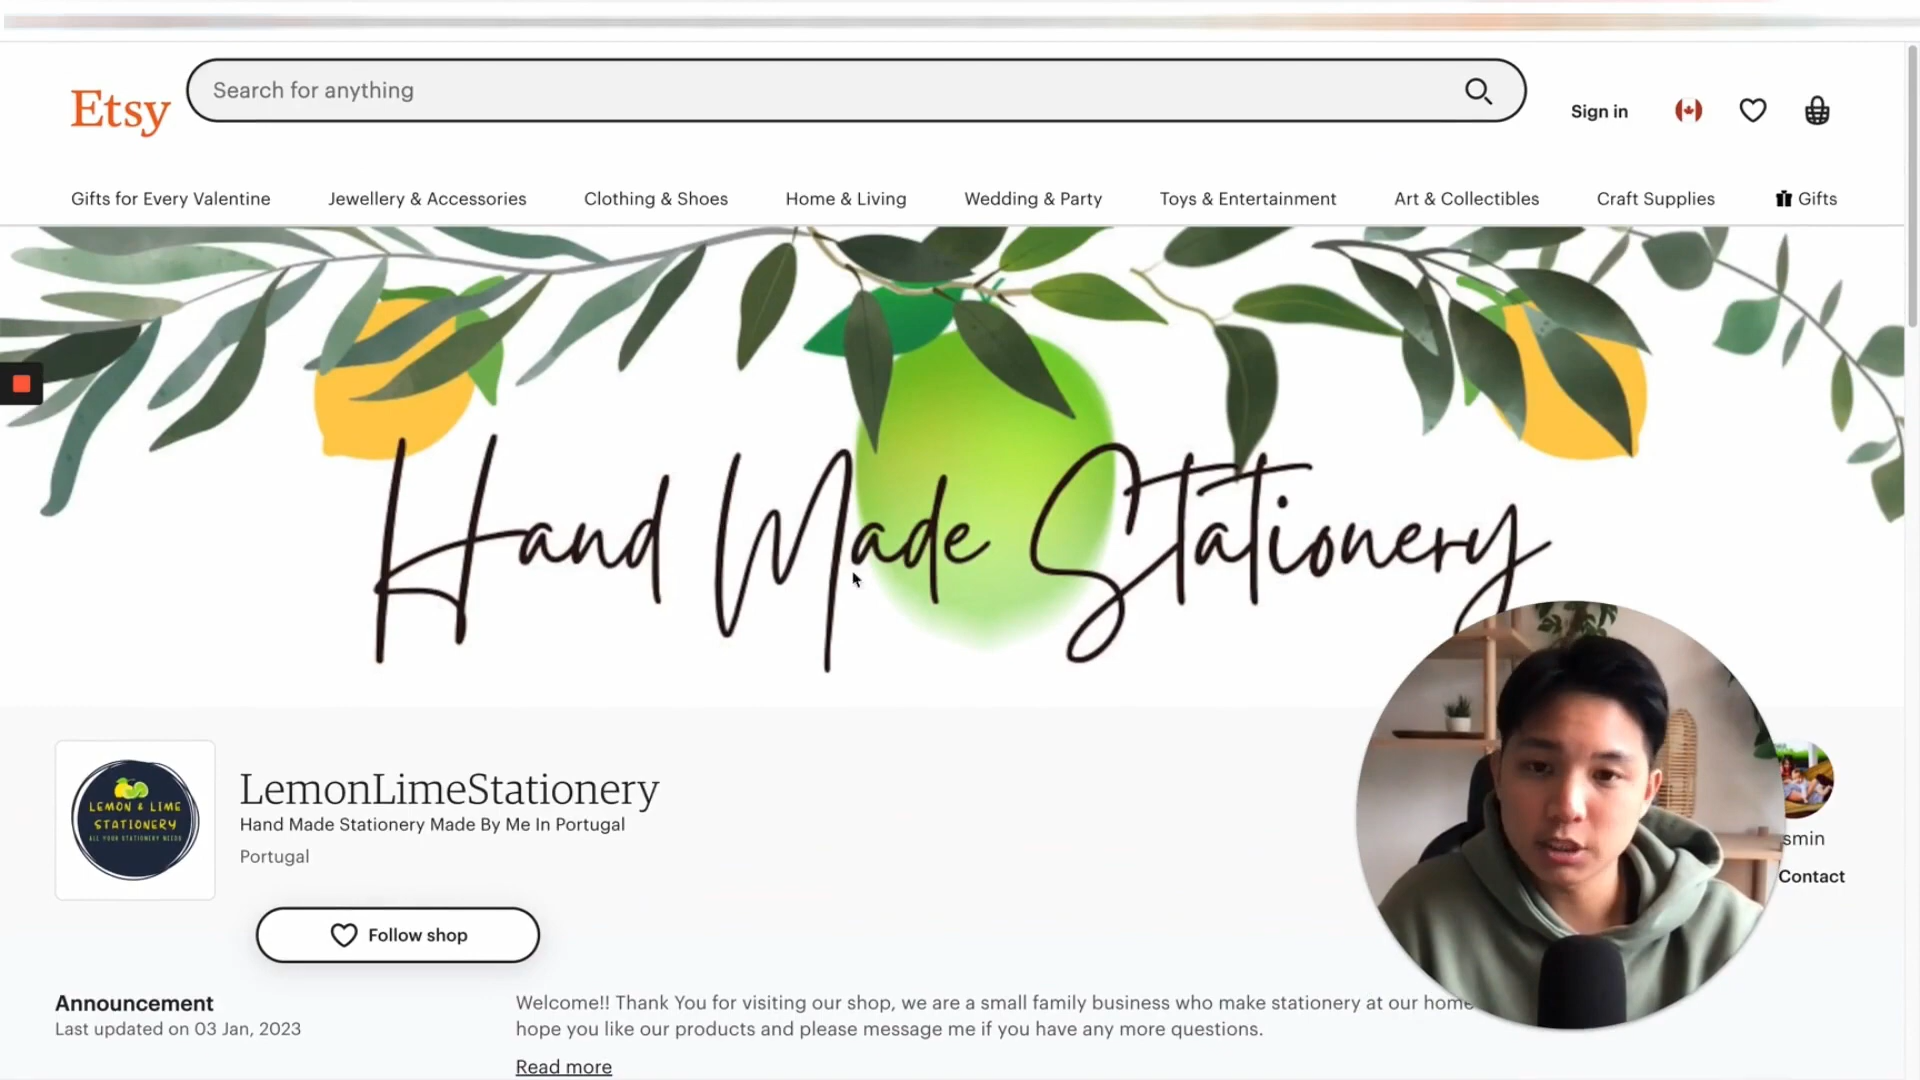 Etsy
Search for anything
Sign in
Gifts for Every Valentine Jewellery & Accessories Clothing & Shoes Home & Living Wedding & Party Toys & Entertainment Art & Collectibles Craft Supplies Gifts
Hand Made Stationery
LEMON & LIME
STATIONERY
ALL YOUR STATIONERY NEEDS
LemonLimeStationery
Hand Made Stationery Made By Me In Portugal
Portugal
smin
Contact
Follow shop
Announcement
Last updated on 03 Jan, 2023
Welcome!! Thank You for visiting our shop, we are a small family business who make stationery at our home
hope you like our products and please message me if you have any more questions.
Read more